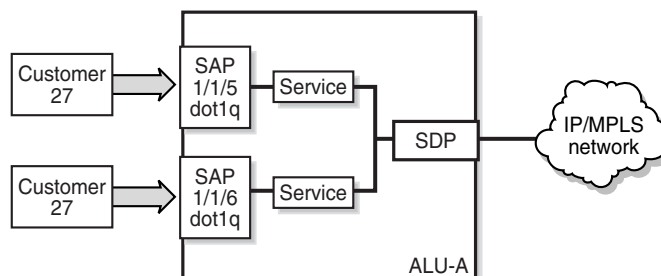 Customer
27
SAP
1/1/5
dot1q
Service
SDP
IP/MPLS
network
Customer
27
SAP
1/1/6
dot1q
Service
ALU-A